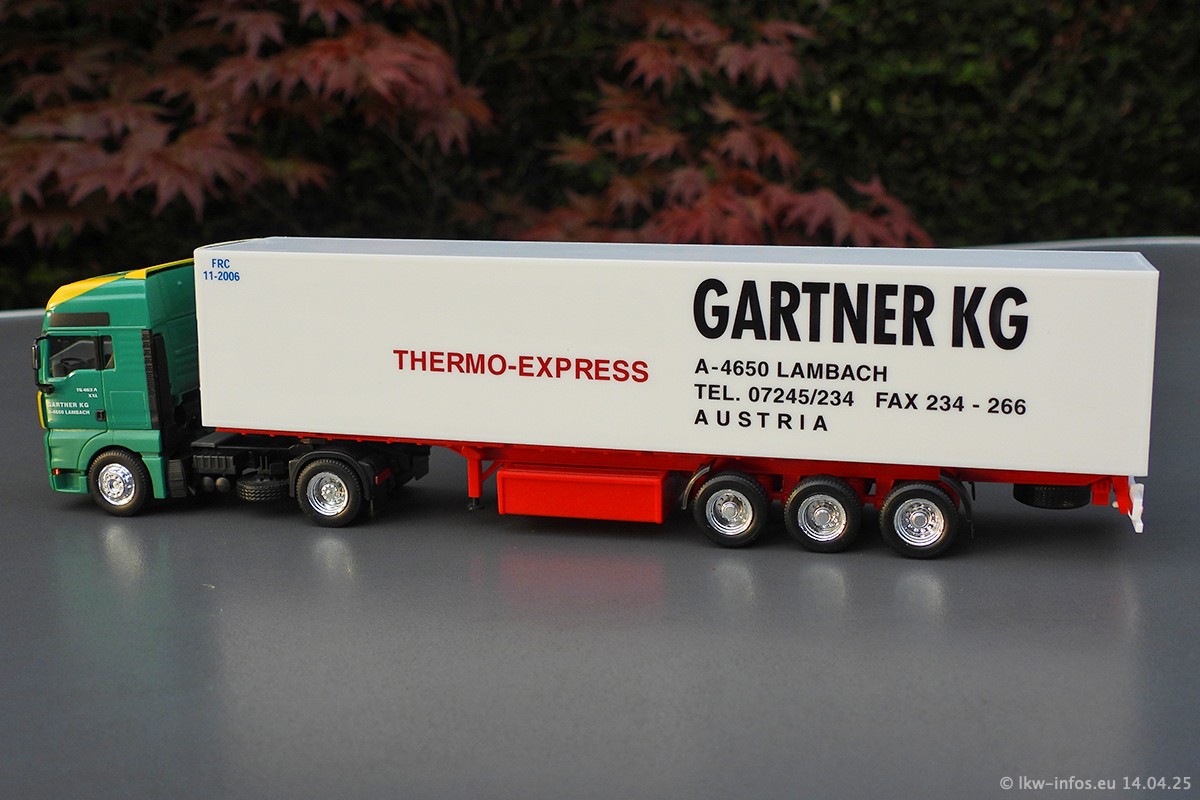 FRC
11-2006
GARTNER KG
THERMO-EXPRESS
A-4650 LAMBACH
TEL. 07245/234 FAX 234 - 266
AUSTRIA
XXL
GARTNER KG
A-4650 LAMBACH
© lkw-infos.eu 14.04.25